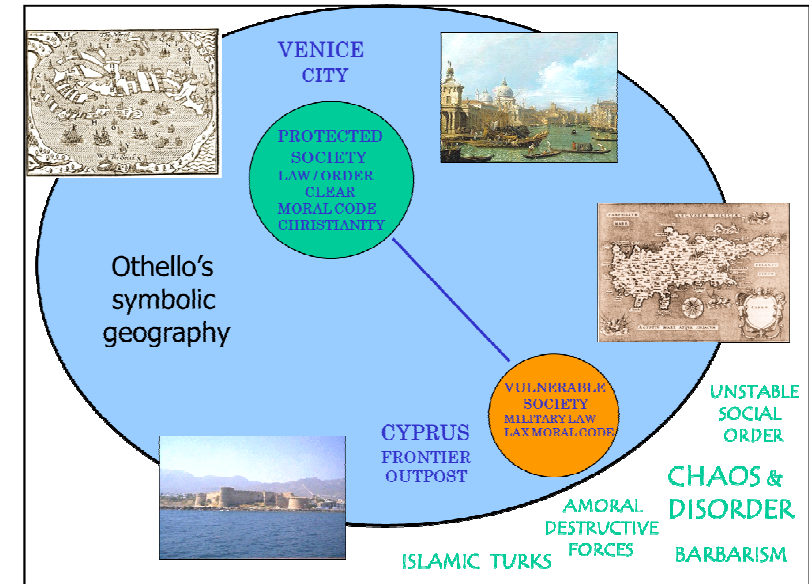 VENICE
CITY
PROTECTED
SOCIETY
LAW / ORDER
CLEAR
MORAL CODE
CHRISTIANITY
Othello's
symbolic
geography
VULNERABLE
SOCIETY
MILITARY LAW
LAX MORAL CODE
CYPRUS
FRONTIER
OUTPOST
UNSTABLE
SOCIAL
ORDER
CHAOS &
DISORDER
AMORAL
DESTRUCTIVE
FORCES
BARBARISM
ISLAMIC TURKS